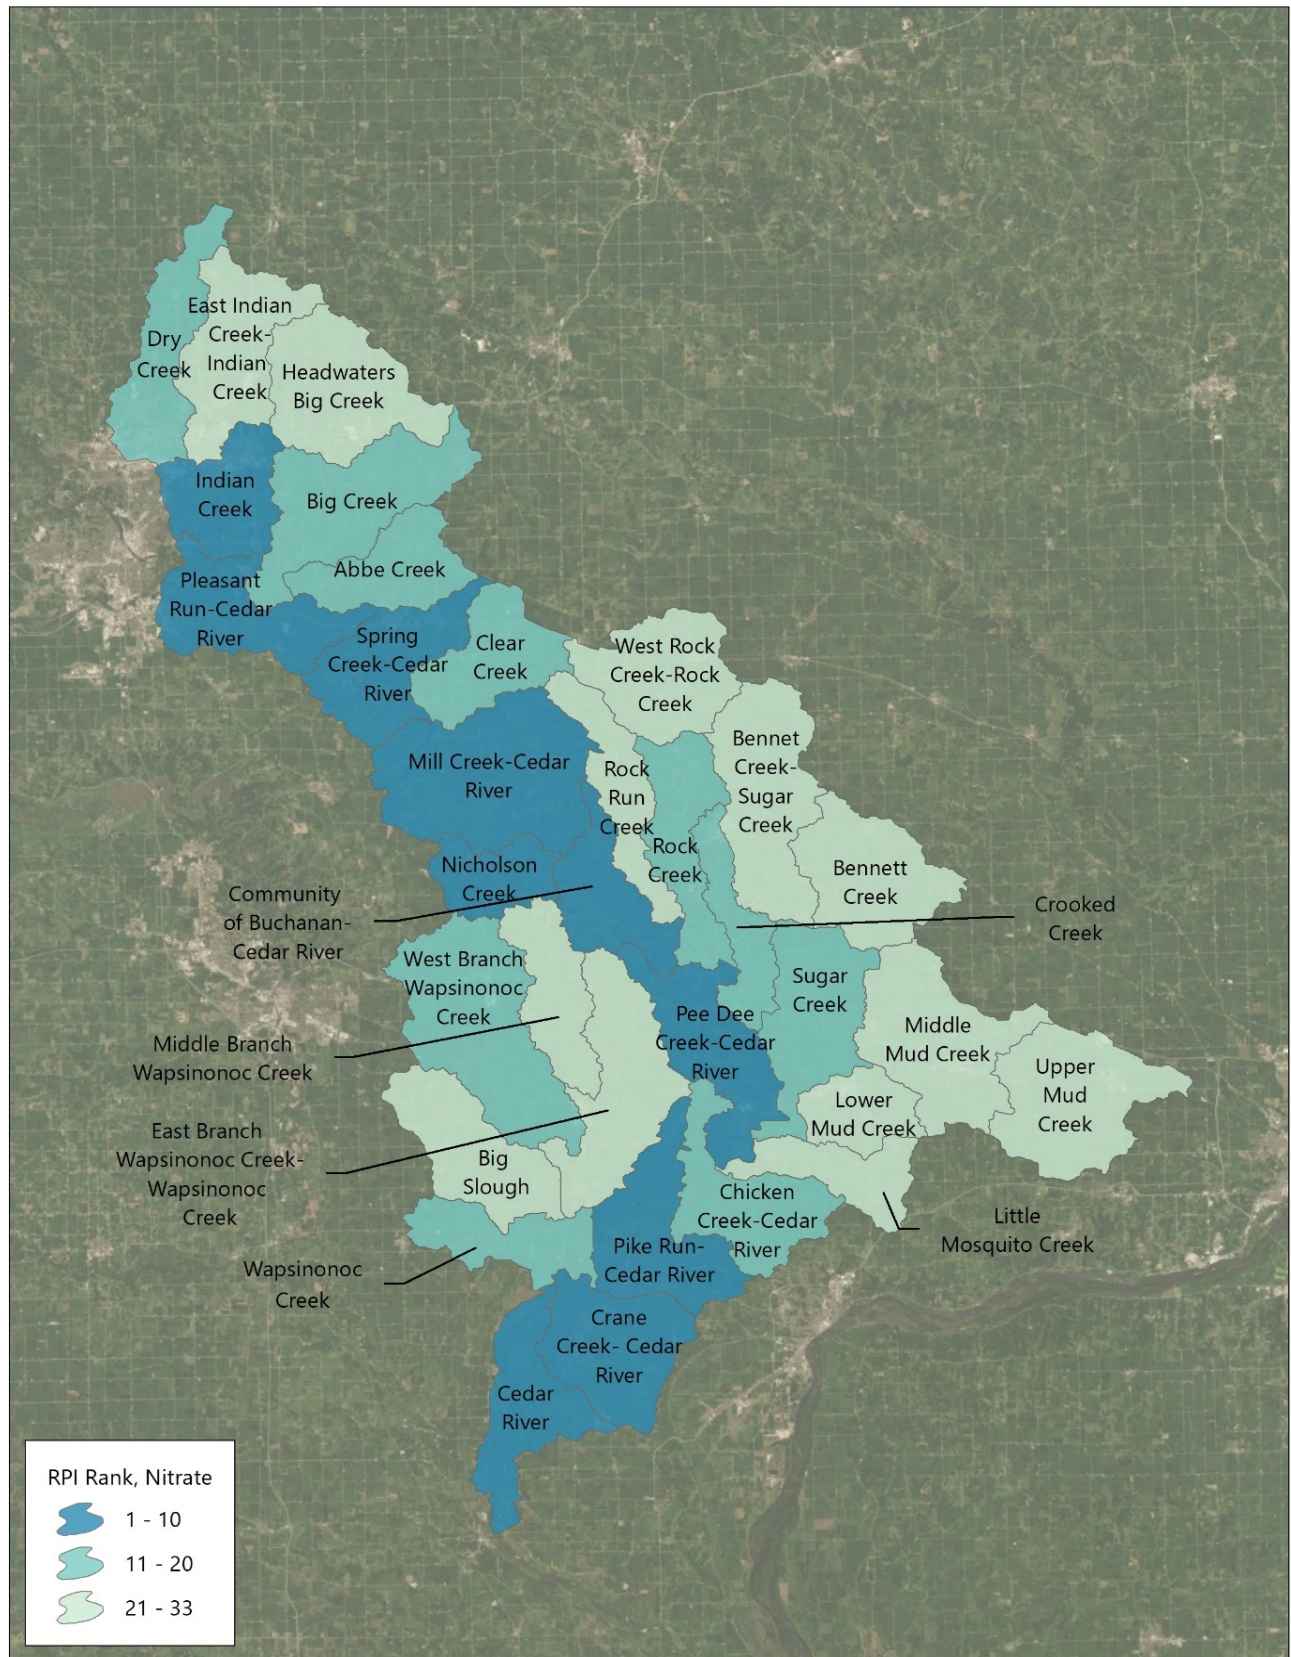 East Indian
Creek-
Indian
Creek
Dry
Creek
Headwaters
Big Creek
Indian
Creek
Big Creek
Abbe Creek
Pleasant
Run-Cedar
River
Spring
Creek-Cedar
River
Clear
Creek
West Rock
Creek-Rock
Creek
Mill Creek-Cedar
River
Rock
Run
Creek
Bennet
Creek-
Sugar
Creek
Rock
Creek
Nicholson
Creek
Bennett
Creek
Community
of Buchanan-
Cedar River
Crooked
Creek
West Branch
Wapsinonoc
Creek
Sugar
Creek
Pee Dee
Creek-Cedar
River
Middle
Mud Creek
Middle Branch
Wapsinonoc Creek
Upper
Mud
Creek
Lower
Mud Creek
East Branch
Wapsinonoc Creek-
Wapsinonoc
Creek
Big
Slough
Chicken
Creek-Cedar
River
Little
Mosquito Creek
Pike Run-
Cedar River
Wapsinonoc
Creek
Crane
Creek- Cedar
River
Cedar
River
RPI Rank, Nitrate
1 - 10
11 - 20
21 - 33